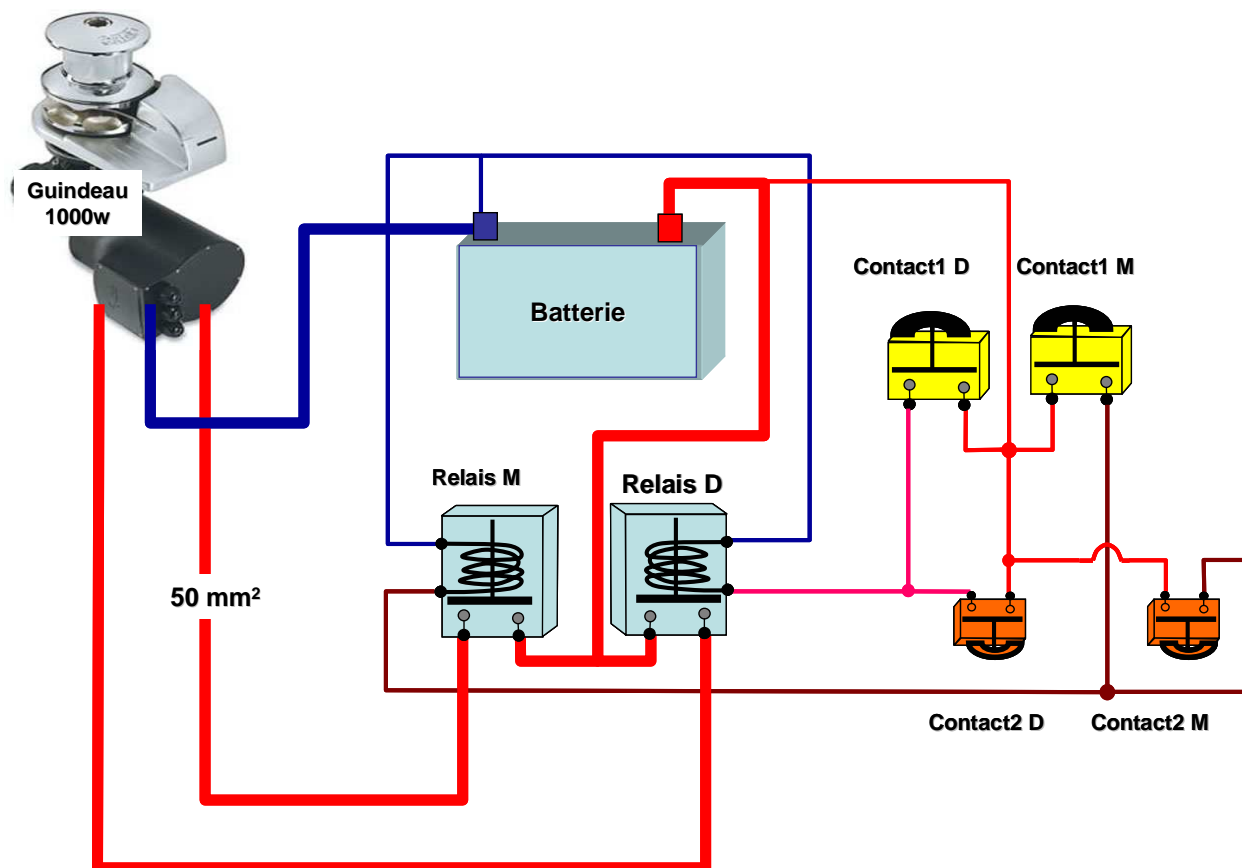 Guindeau
1000w
Contact1 D
Contact1 M
Batterie
Relais M
Relais D
50 mm²
Contact2 D
Contact2 M